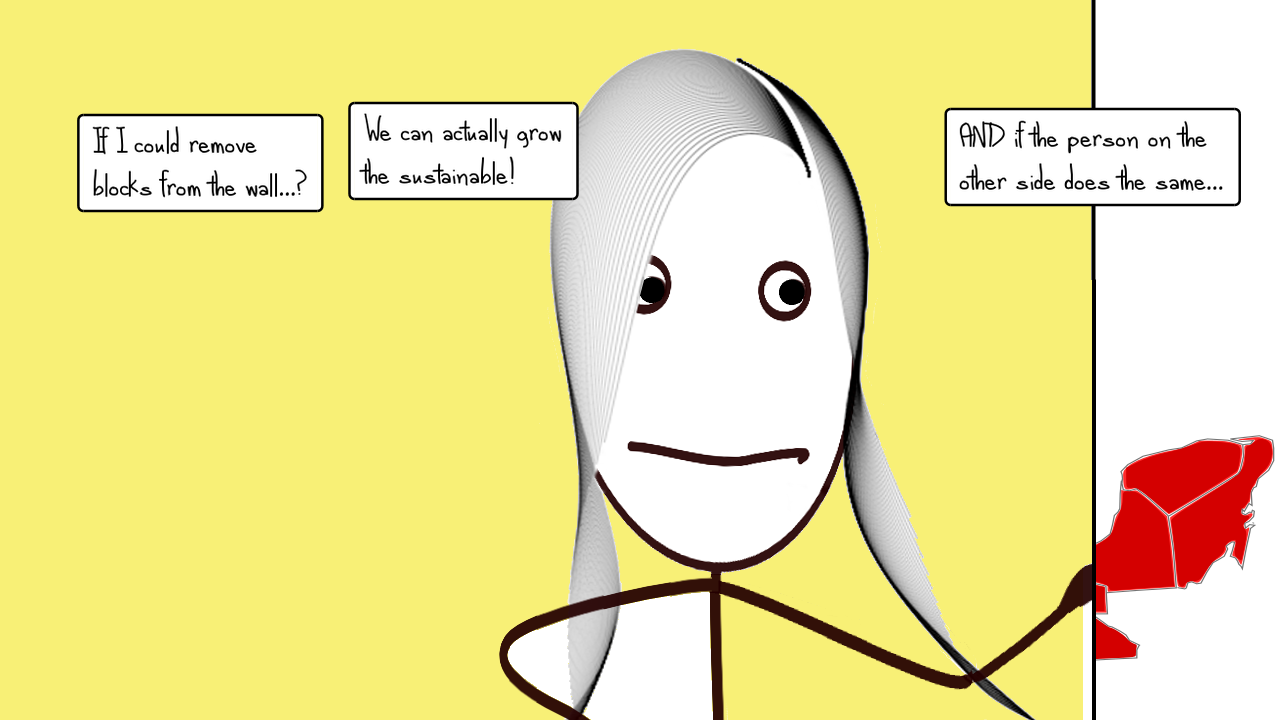 If I could remove
blocks from the wall...?
We can actually grow
the sustainable!
AND if the person on the
other side does the same...